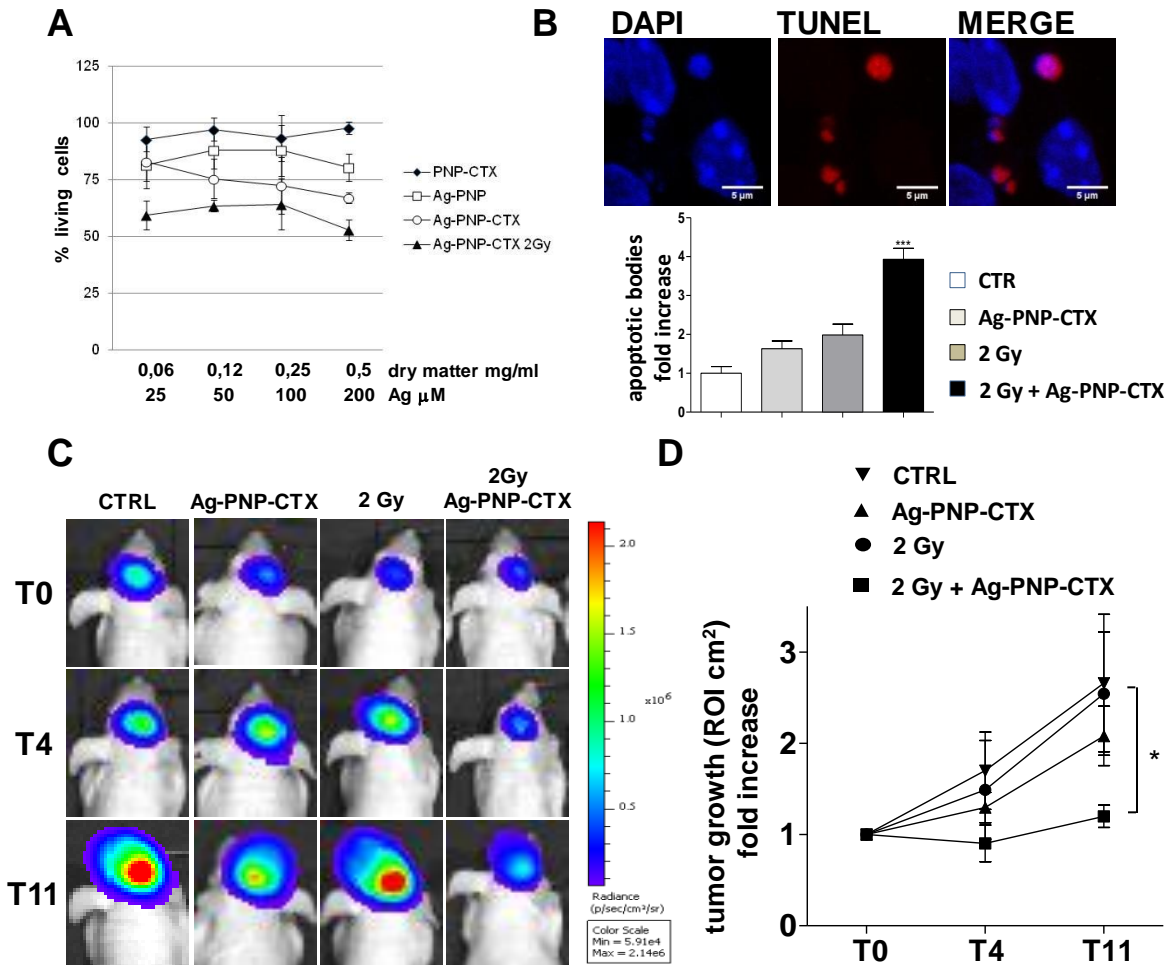 A
125
100
75
50
25
0
% living cells
0,06 0,12 0,25 0,5 dry matter mg/ml
25 50 100 200 Ag µM
PNP-CTX
Ag-PNP
Ag-PNP-CTX
Ag-PNP-CTX 2Gy
B
DAPI TUNEL MERGE
5 µm 5 µm 5 µm
apoptotic bodies
fold increase
5
4
3
2
1
0
***
CTR
Ag-PNP-CTX
2 Gy
2 Gy + Ag-PNP-CTX
C
CTRL Ag-PNP-CTX 2 Gy 2Gy
Ag-PNP-CTX
T0
T4
T11
2.0
1.5
x10⁶
1.0
0.5
Radiance
(p/sec/cm²/sr)
Color Scale
Min = 5.91e4
Max = 2.14e6
D
CTRL
Ag-PNP-CTX
2 Gy
2 Gy + Ag-PNP-CTX
tumor growth (ROI cm²)
fold increase
3
2
1
0
*
T0 T4 T11